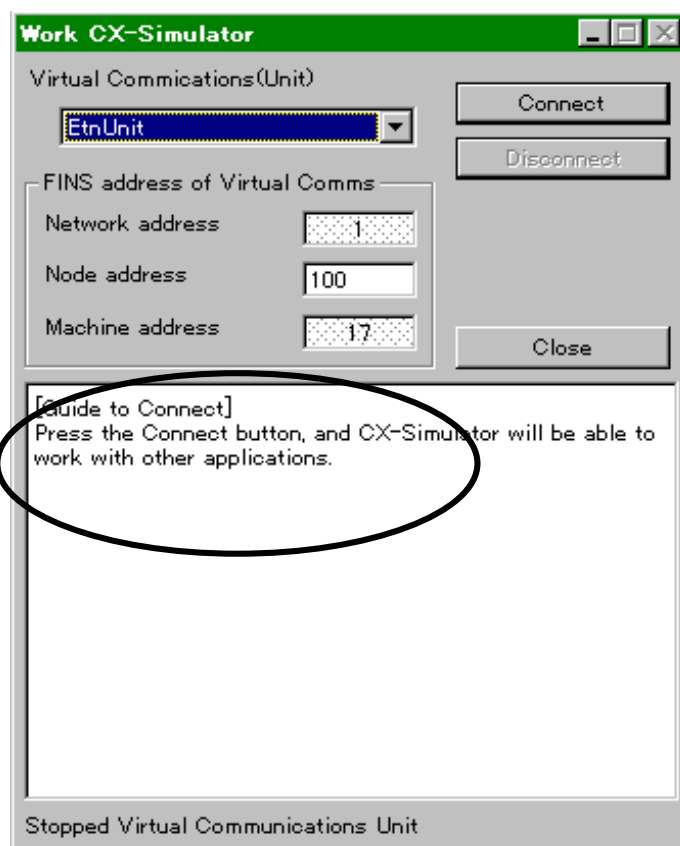 Work CX-Simulator
Virtual Commications(Unit)
EtnUnit
Connect
Disconnect
FINS address of Virtual Comms
Network address
1
Node address
100
Machine address
17
Close
[Guide to Connect]
Press the Connect button, and CX-Simulator will be able to
work with other applications.
Stopped Virtual Communications Unit